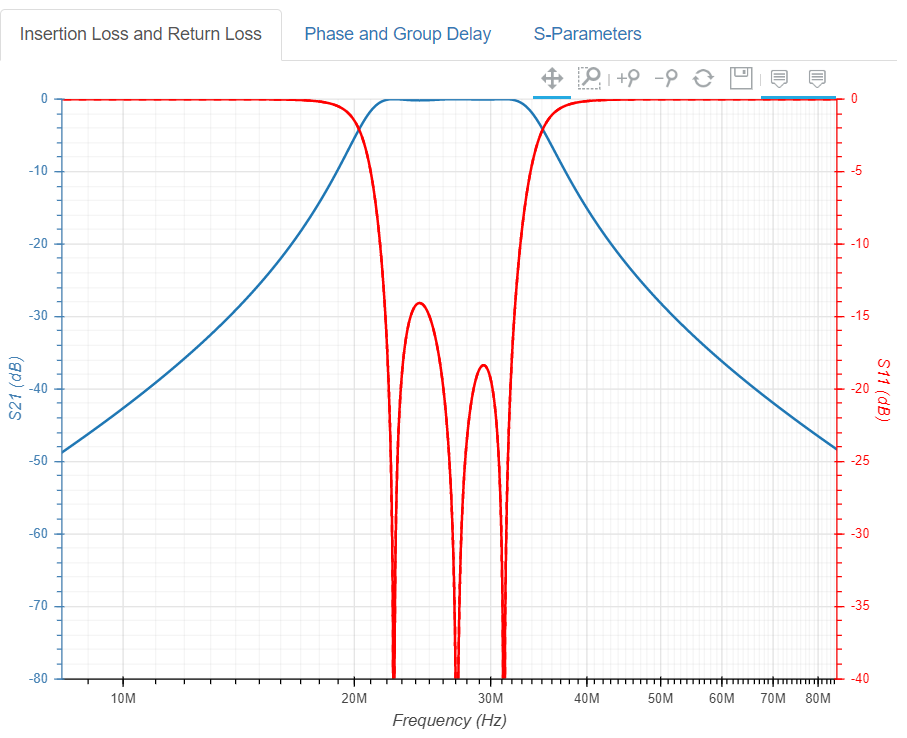 Insertion Loss and Return Loss
Phase and Group Delay
S-Parameters
0
-10
-20
-30
-40
-50
-60
-70
-80
S21 (dB)
0
-5
-10
-15
-20
-25
-30
-35
-40
S11 (dB)
10M 20M 30M 40M 50M 60M 70M 80M
Frequency (Hz)